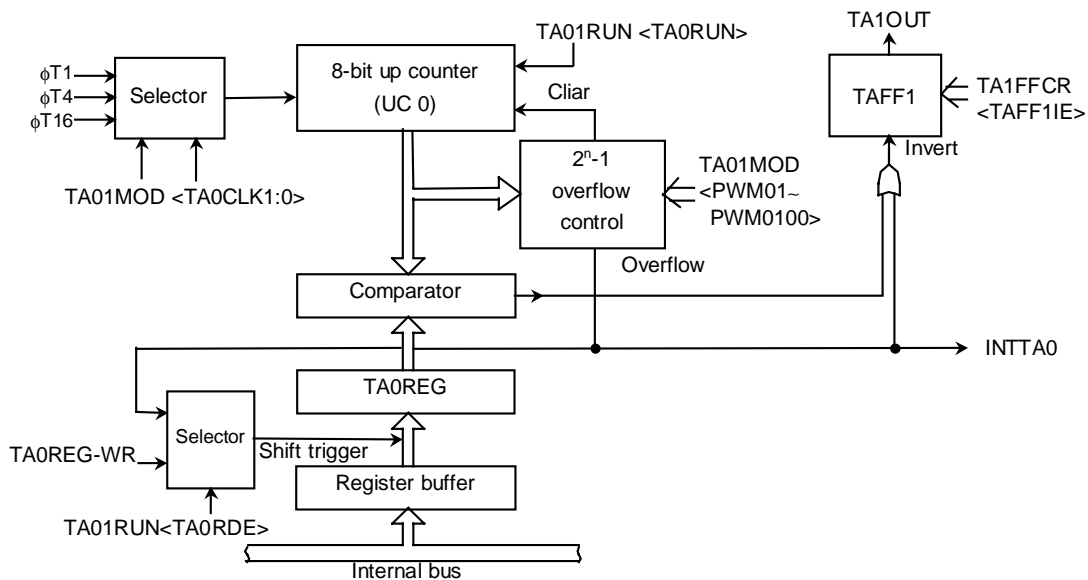 TA1OUT
TA01RUN <TA0RUN>
ϕT1
ϕT4
ϕT16
Selector
8-bit up counter
(UC 0)
Cliar
TAFF1
TA1FFCR
<TAFF1IE>
Invert
TA01MOD <TA0CLK1:0>
2ⁿ-1
overflow
control
TA01MOD
<PWM01~
PWM0100>
Overflow
Comparator
INTTA0
TA0REG
Selector
Shift trigger
TA0REG-WR
Register buffer
TA01RUN<TA0RDE>
Internal bus